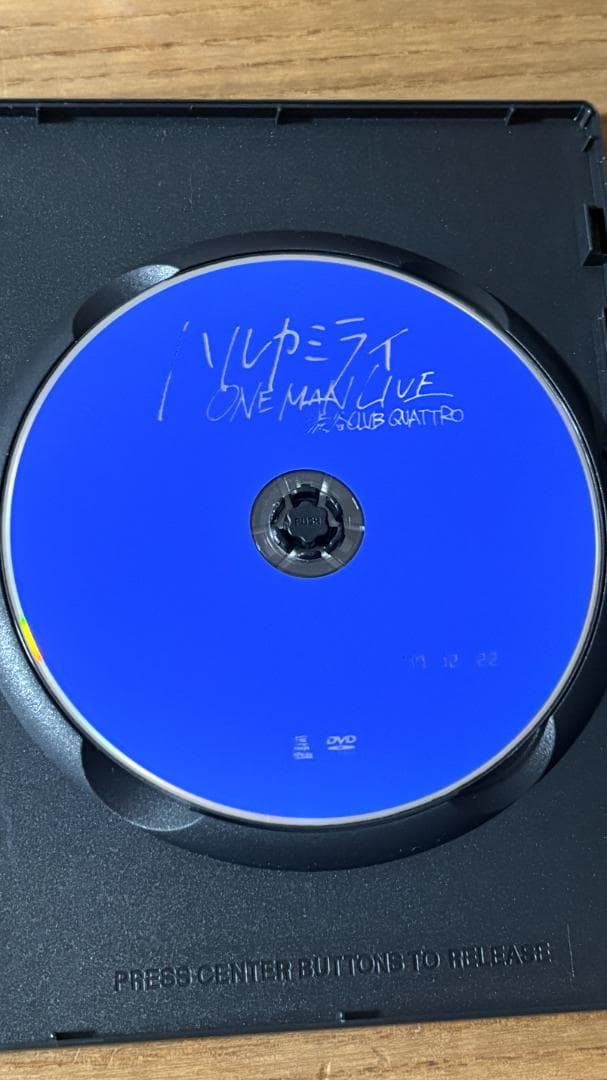 ハルカミライ
ONE MAN LIVE
渋谷CLUB QUATTRO
PUSH
12 22
DVD
PRESS CENTER BUTTONS TO RELEASE